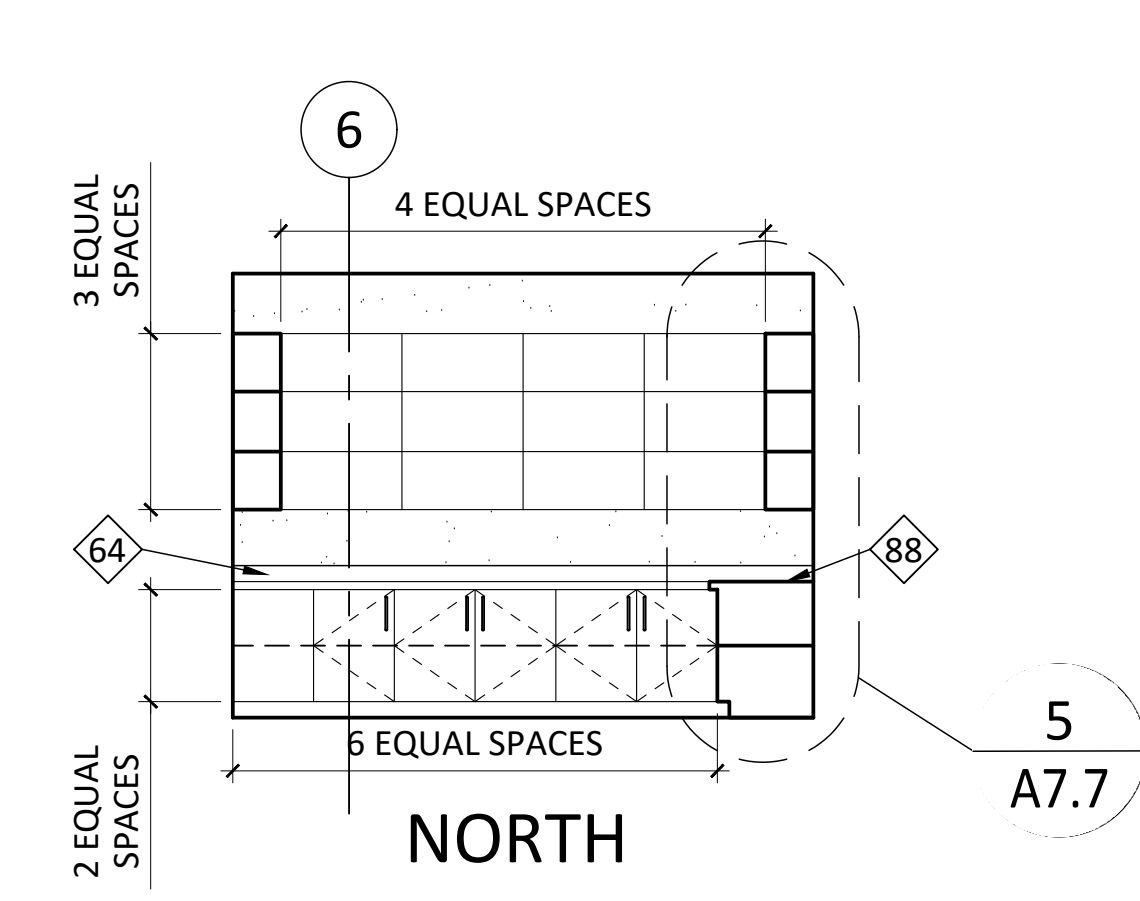 6
4 EQUAL SPACES
3 EQUAL
SPACES
64
88
6 EQUAL SPACES
2 EQUAL
SPACES
5
A7.7
NORTH